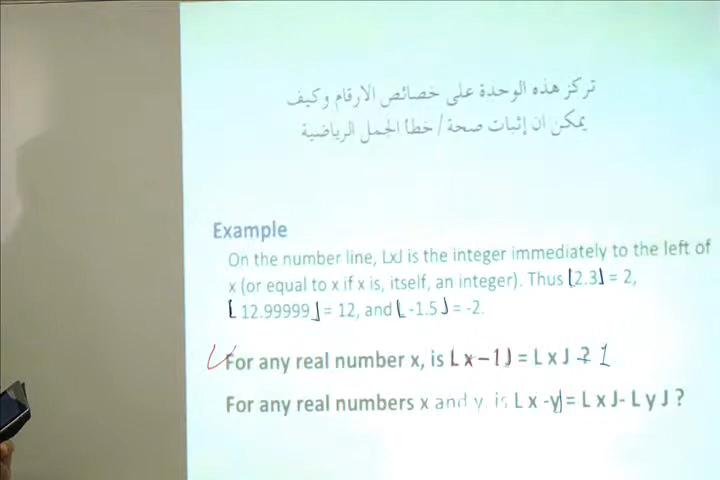 تركز هذه الوحدة على خصائص الارقام وكيف
يمكن ان إثبات صحة/خطأ الجمل الرياضية
Example
On the number line, LxJ is the integer immediately to the left of
x (or equal to x if x is, itself, an integer). Thus ⌊2.3⌋ = 2,
⌊12.99999⌋ = 12, and ⌊-1.5⌋ = -2.
For any real number x, is L x – 1 J = L x J - 1
For any real numbers x and y is L x -y⌋ = L x J- L y J ?